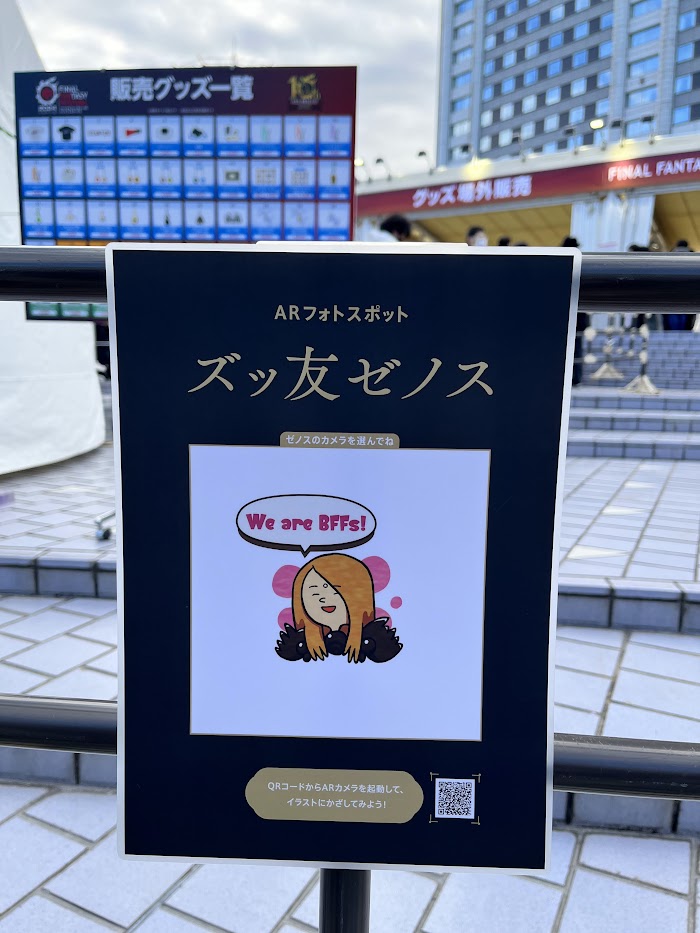 販売グッズ一覧
グッズ場外販売
FINAL FANTA
ARフォトスポット
ズッ友ゼノス
ゼノスのカメラを選んでね
We are BFFs!
QRコードからARカメラを起動して、
イラストにかざしてみよう!